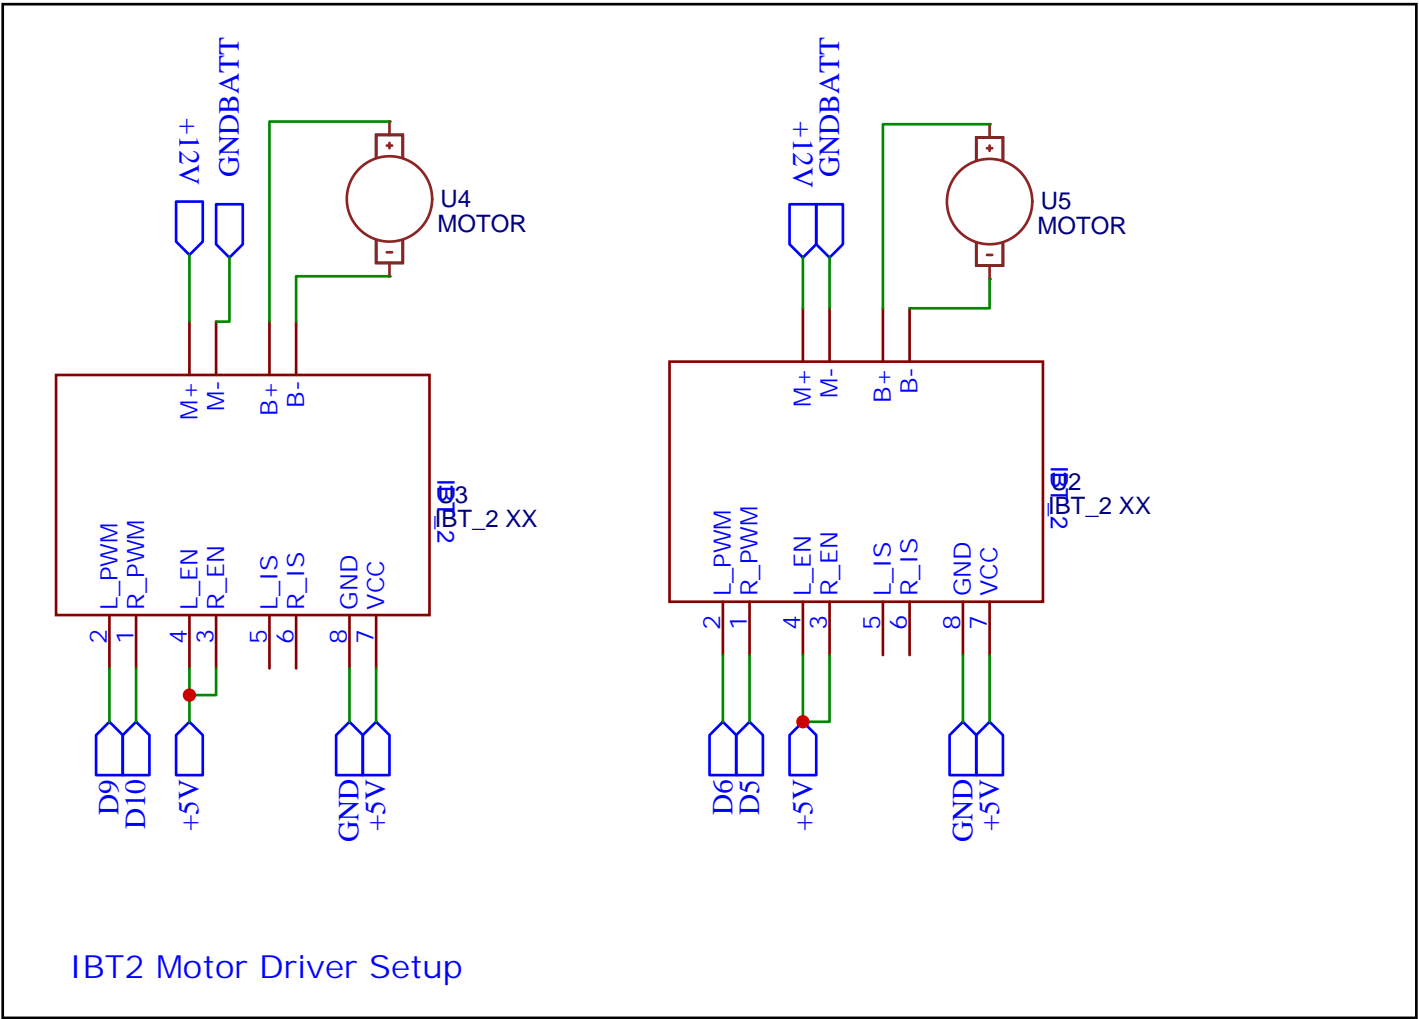 +12V
GNDBATT
+
-
U4
MOTOR
M+
M-
B+
B-
U3
IBT_2
IBT_2 XX
L_PWM
R_PWM
L_EN
R_EN
L_IS
R_IS
GND
VCC
2
1
4
3
5
6
8
7
D9
D10
+5V
GND
+5V
+12V
GNDBATT
+
-
U5
MOTOR
M+
M-
B+
B-
U2
IBT_2
IBT_2 XX
L_PWM
R_PWM
L_EN
R_EN
L_IS
R_IS
GND
VCC
2
1
4
3
5
6
8
7
D6
D5
+5V
GND
+5V
IBT2 Motor Driver Setup